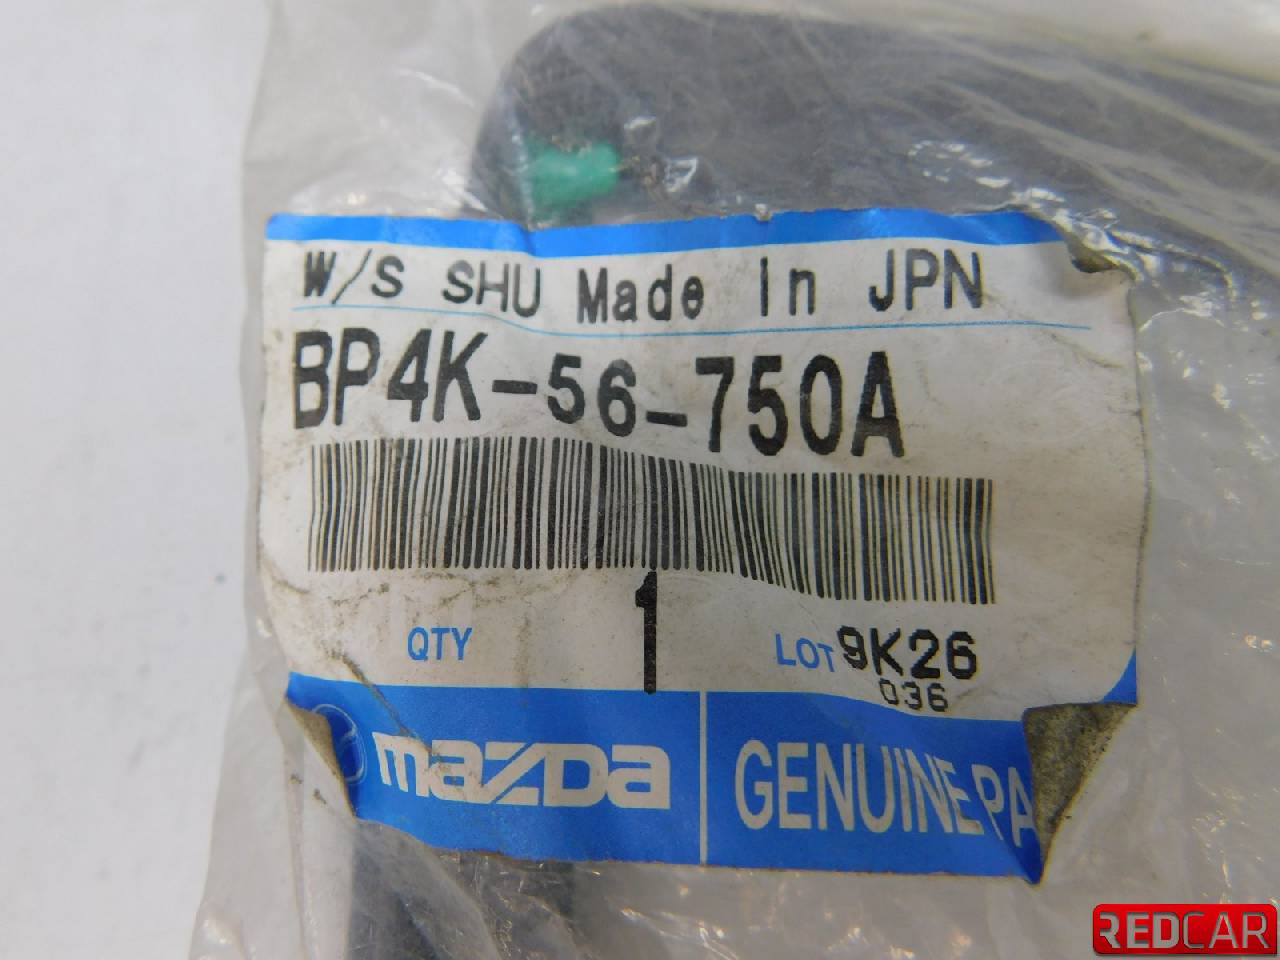 W/S SHU Made In JPN
BP4K-56-750A
QTY 1 LOT 9K26
036
mazda GENUINE PA
REDCAR